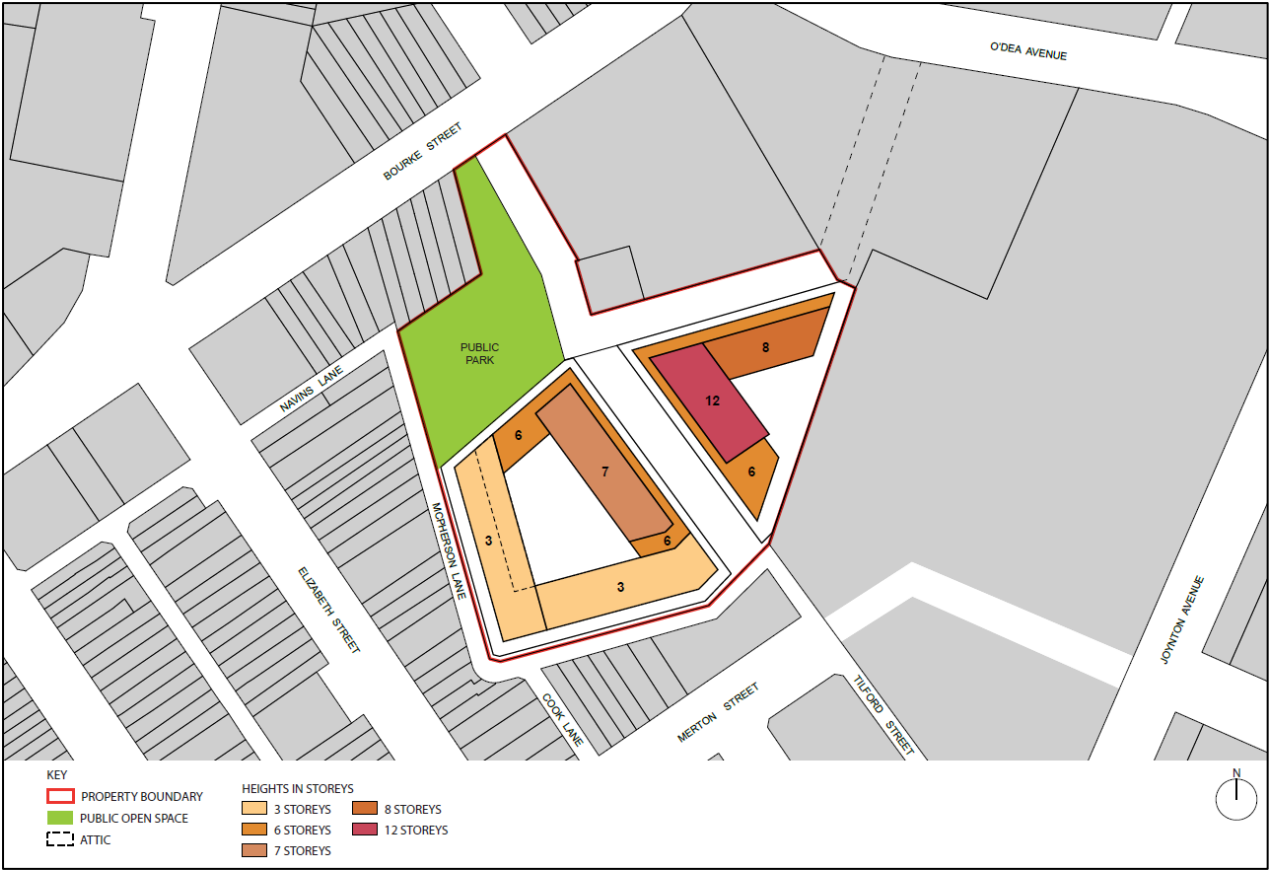 O'DEA AVENUE
BOURKE STREET
PUBLIC
PARK
8
NAVINS LANE
12
6
7
6
MCPHERSON LANE
3
6
3
ELIZABETH STREET
JOYNTON AVENUE
COOK LANE
MERTON STREET
TILFORD STREET
KEY
PROPERTY BOUNDARY
PUBLIC OPEN SPACE
ATTIC
HEIGHTS IN STOREYS
3 STOREYS
6 STOREYS
7 STOREYS
8 STOREYS
12 STOREYS
N